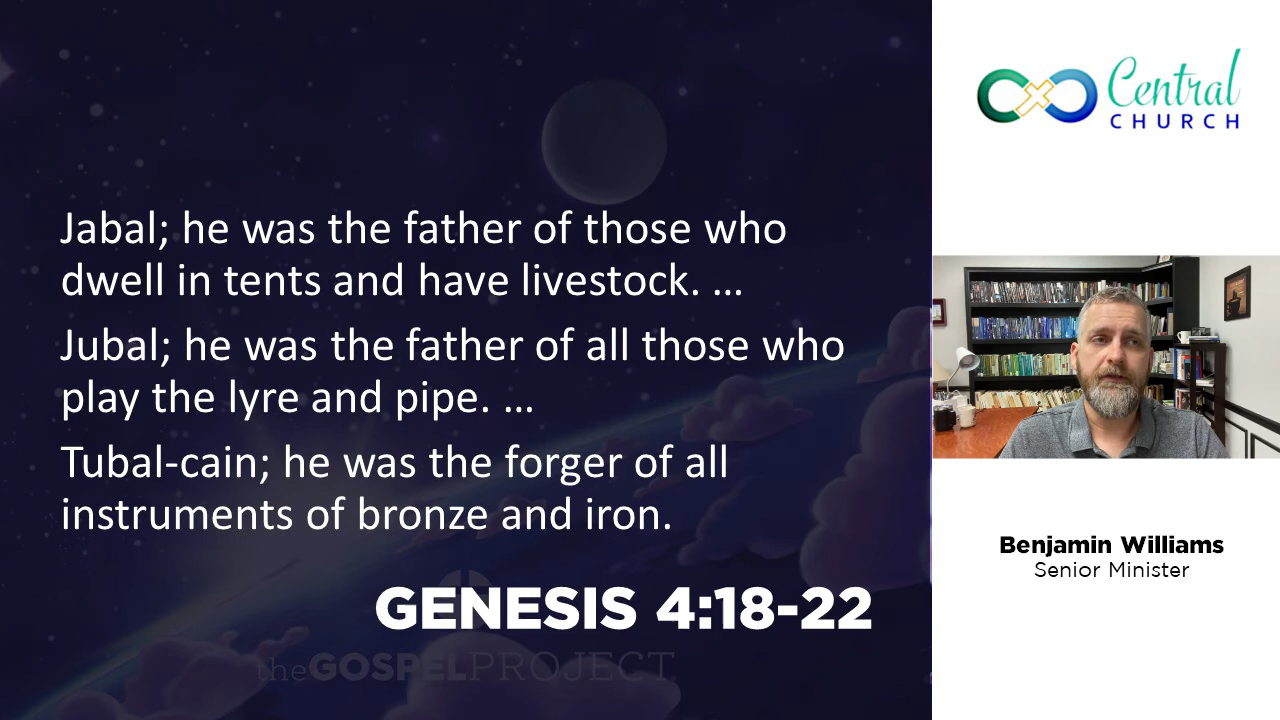 Jabal; he was the father of those who
dwell in tents and have livestock. ...
Jubal; he was the father of all those who
play the lyre and pipe. ...
Tubal-cain; he was the forger of all
instruments of bronze and iron.
GENESIS 4:18-22
theGOSPELPROJECT
Central
CHURCH
Benjamin Williams
Senior Minister